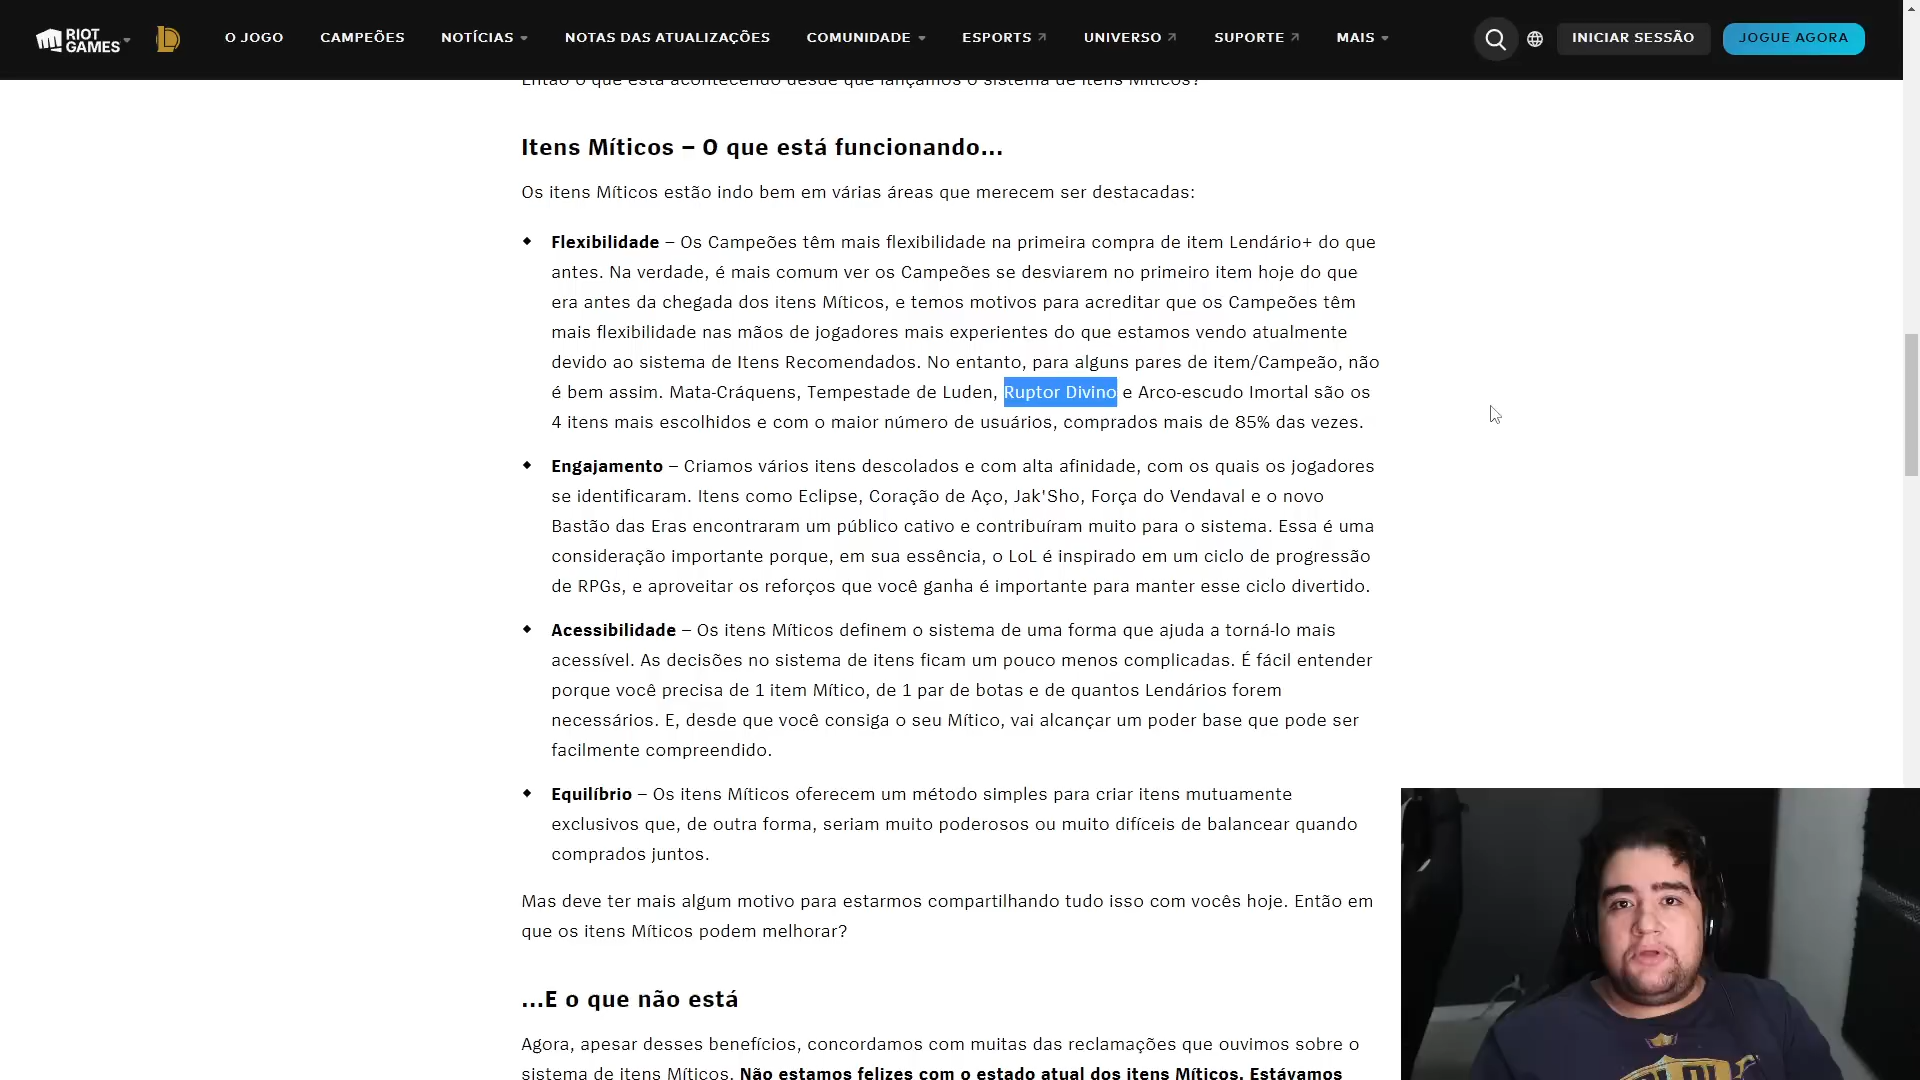 RIOT GAMES
O JOGO CAMPEÕES NOTÍCIAS NOTAS DAS ATUALIZAÇÕES COMUNIDADE ESPORTS UNIVERSO SUPORTE MAIS INICIAR SESSÃO JOGUE AGORA
Então o que está acontecendo desde que lançamos o sistema de itens Míticos?
Itens Míticos – O que está funcionando...
Os itens Míticos estão indo bem em várias áreas que merecem ser destacadas:
Flexibilidade – Os Campeões têm mais flexibilidade na primeira compra de item Lendário+ do que
antes. Na verdade, é mais comum ver os Campeões se desviarem no primeiro item hoje do que
era antes da chegada dos itens Míticos, e temos motivos para acreditar que os Campeões têm
mais flexibilidade nas mãos de jogadores mais experientes do que estamos vendo atualmente
devido ao sistema de Itens Recomendados. No entanto, para alguns pares de item/Campeão, não
é bem assim. Mata-Cráquens, Tempestade de Luden, Ruptor Divino e Arco-escudo Imortal são os
4 itens mais escolhidos e com o maior número de usuários, comprados mais de 85% das vezes.
Engajamento – Criamos vários itens descolados e com alta afinidade, com os quais os jogadores
se identificaram. Itens como Eclipse, Coração de Aço, Jak'Sho, Força do Vendaval e o novo
Bastão das Eras encontraram um público cativo e contribuíram muito para o sistema. Essa é uma
consideração importante porque, em sua essência, o LoL é inspirado em um ciclo de progressão
de RPGs, e aproveitar os reforços que você ganha é importante para manter esse ciclo divertido.
Acessibilidade – Os itens Míticos definem o sistema de uma forma que ajuda a torná-lo mais
acessível. As decisões no sistema de itens ficam um pouco menos complicadas. É fácil entender
porque você precisa de 1 item Mítico, de 1 par de botas e de quantos Lendários forem
necessários. E, desde que você consiga o seu Mítico, vai alcançar um poder base que pode ser
facilmente compreendido.
Equilíbrio – Os itens Míticos oferecem um método simples para criar itens mutuamente
exclusivos que, de outra forma, seriam muito poderosos ou muito difíceis de balancear quando
comprados juntos.
Mas deve ter mais algum motivo para estarmos compartilhando tudo isso com vocês hoje. Então em
que os itens Míticos podem melhorar?
...E o que não está
Agora, apesar desses benefícios, concordamos com muitas das reclamações que ouvimos sobre o
sistema de itens Míticos. Não estamos felizes com o estado atual dos itens Míticos. Estávamos